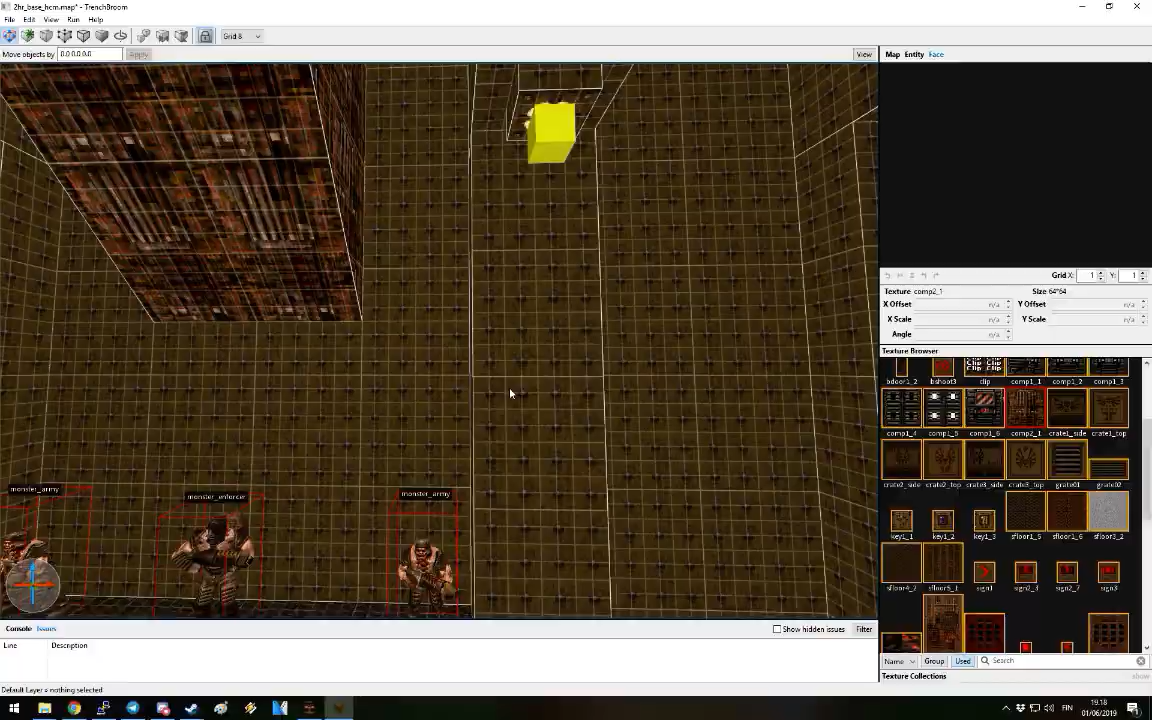 2hr_base_hcm.map* - TrenchBroom
File Edit View Run Help
Grid 8
Move objects by 0.0 0.0 0.0 Apply View
Map Entity Face
monster_army
monster_enforcer
monster_army
Grid X: 1 Y: 1
Texture comp2_1 Size 64*64
X Offset n/a Y Offset n/a
X Scale n/a Y Scale n/a
Angle n/a
Texture Browser
bdoor1_2 bshoot3 clip comp1_1 comp1_2 comp1_3
comp1_4 comp1_5 comp1_6 comp2_1 crate1_side crate1_top
crate2_side crate2_top crate3_side crate3_top grate01 grate02
key1_1 key1_2 key1_3 sfloor1_5 sfloor1_6 sfloor3_2
sfloor4_2 sfloor5_1 sign1 sign2_3 sign2_7 sign3
Name Group Used Search
Texture Collections show
Console Issues Show hidden issues Filter
Line Description
Default Layer » nothing selected
FIN 19.18
01/06/2019